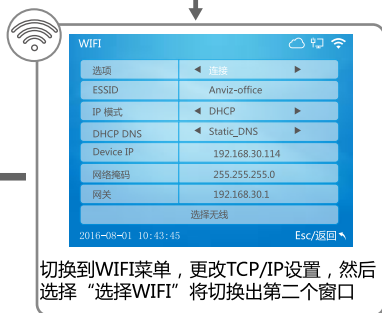 WIFI
选项 ◀ 连接 ▶
ESSID Anviz-office
IP 模式 ◀ DHCP ▶
DHCP DNS ◀ Static_DNS ▶
Device IP 192.168.30.114
网络掩码 255.255.255.0
网关 192.168.30.1
选择无线
2016-08-01 10:43:45 Esc/返回
切换到WIFI菜单，更改TCP/IP设置，然后
选择“选择WIFI”将切换出第二个窗口